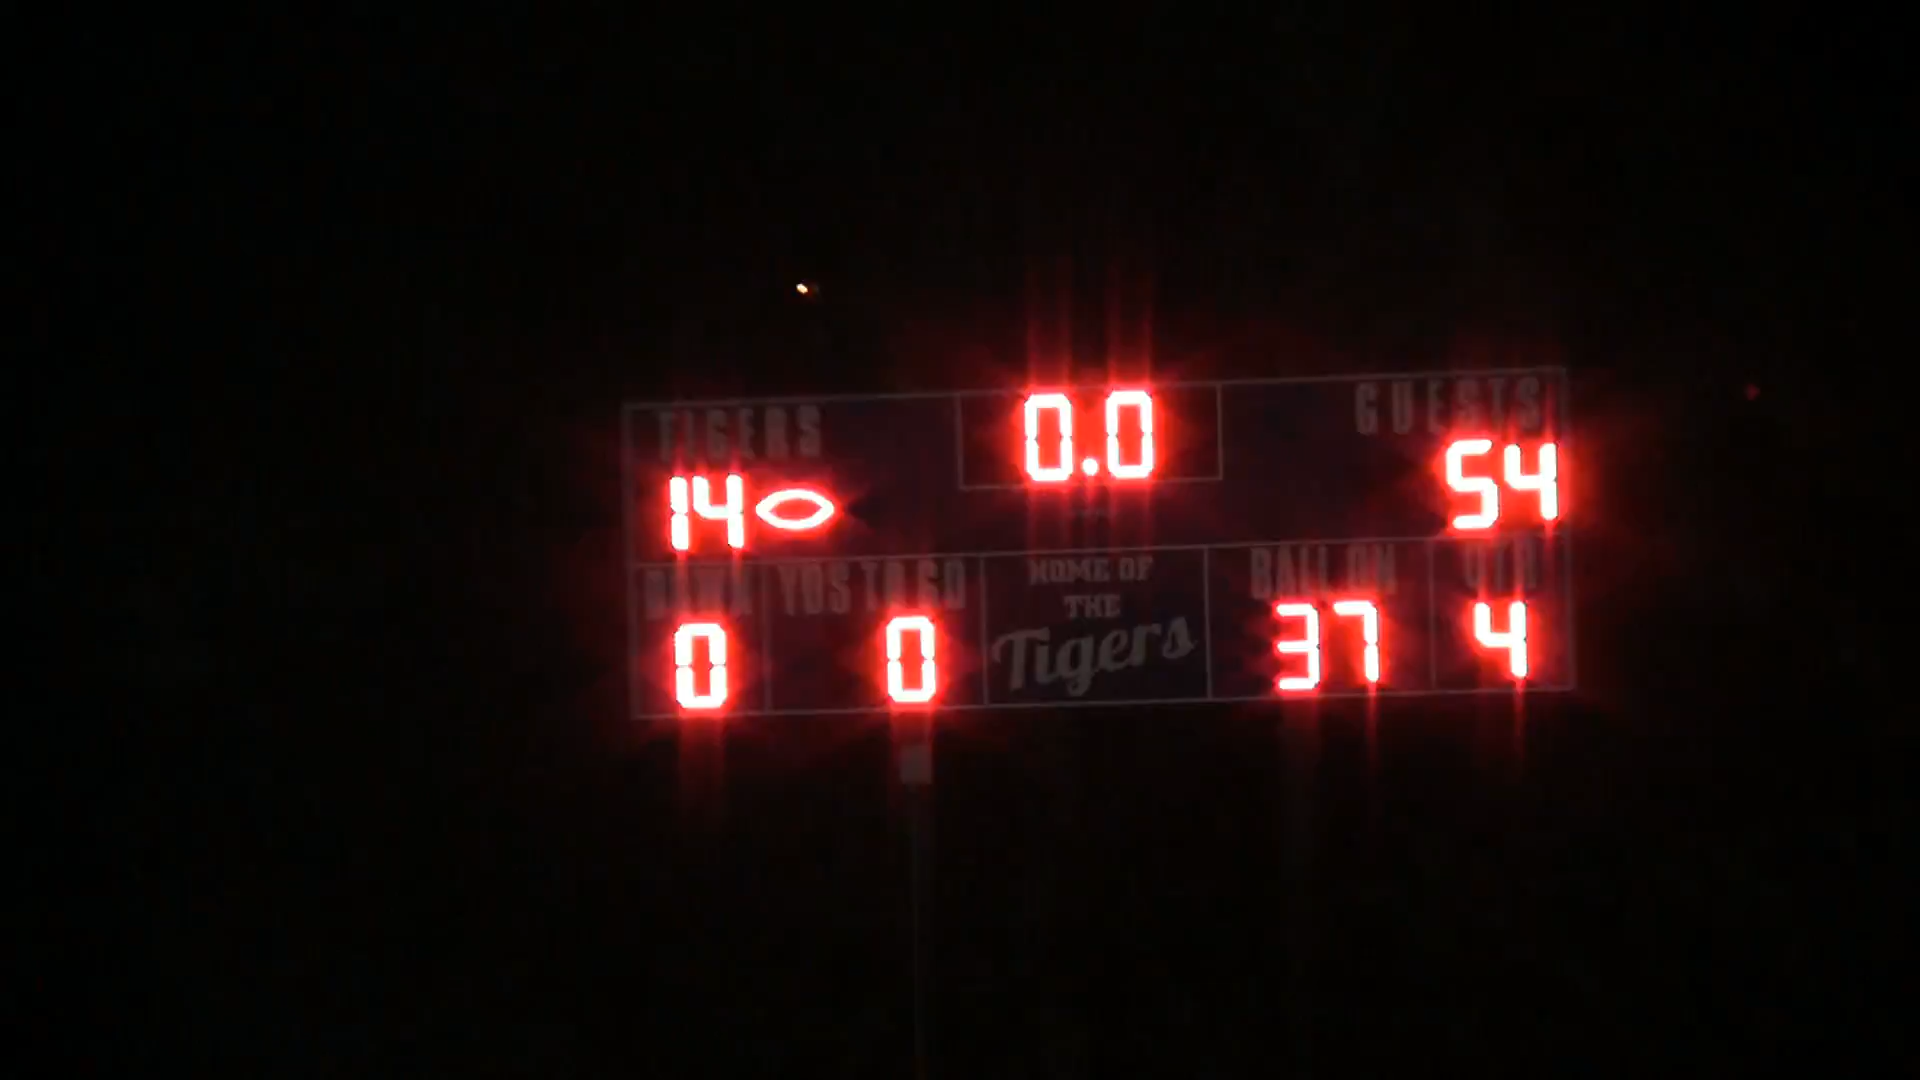 TIGERS
0.0
GUESTS
14
54
DOWN
YDS TO GO
HOME OF
THE
Tigers
BALL ON
QTR
0
0
37
4